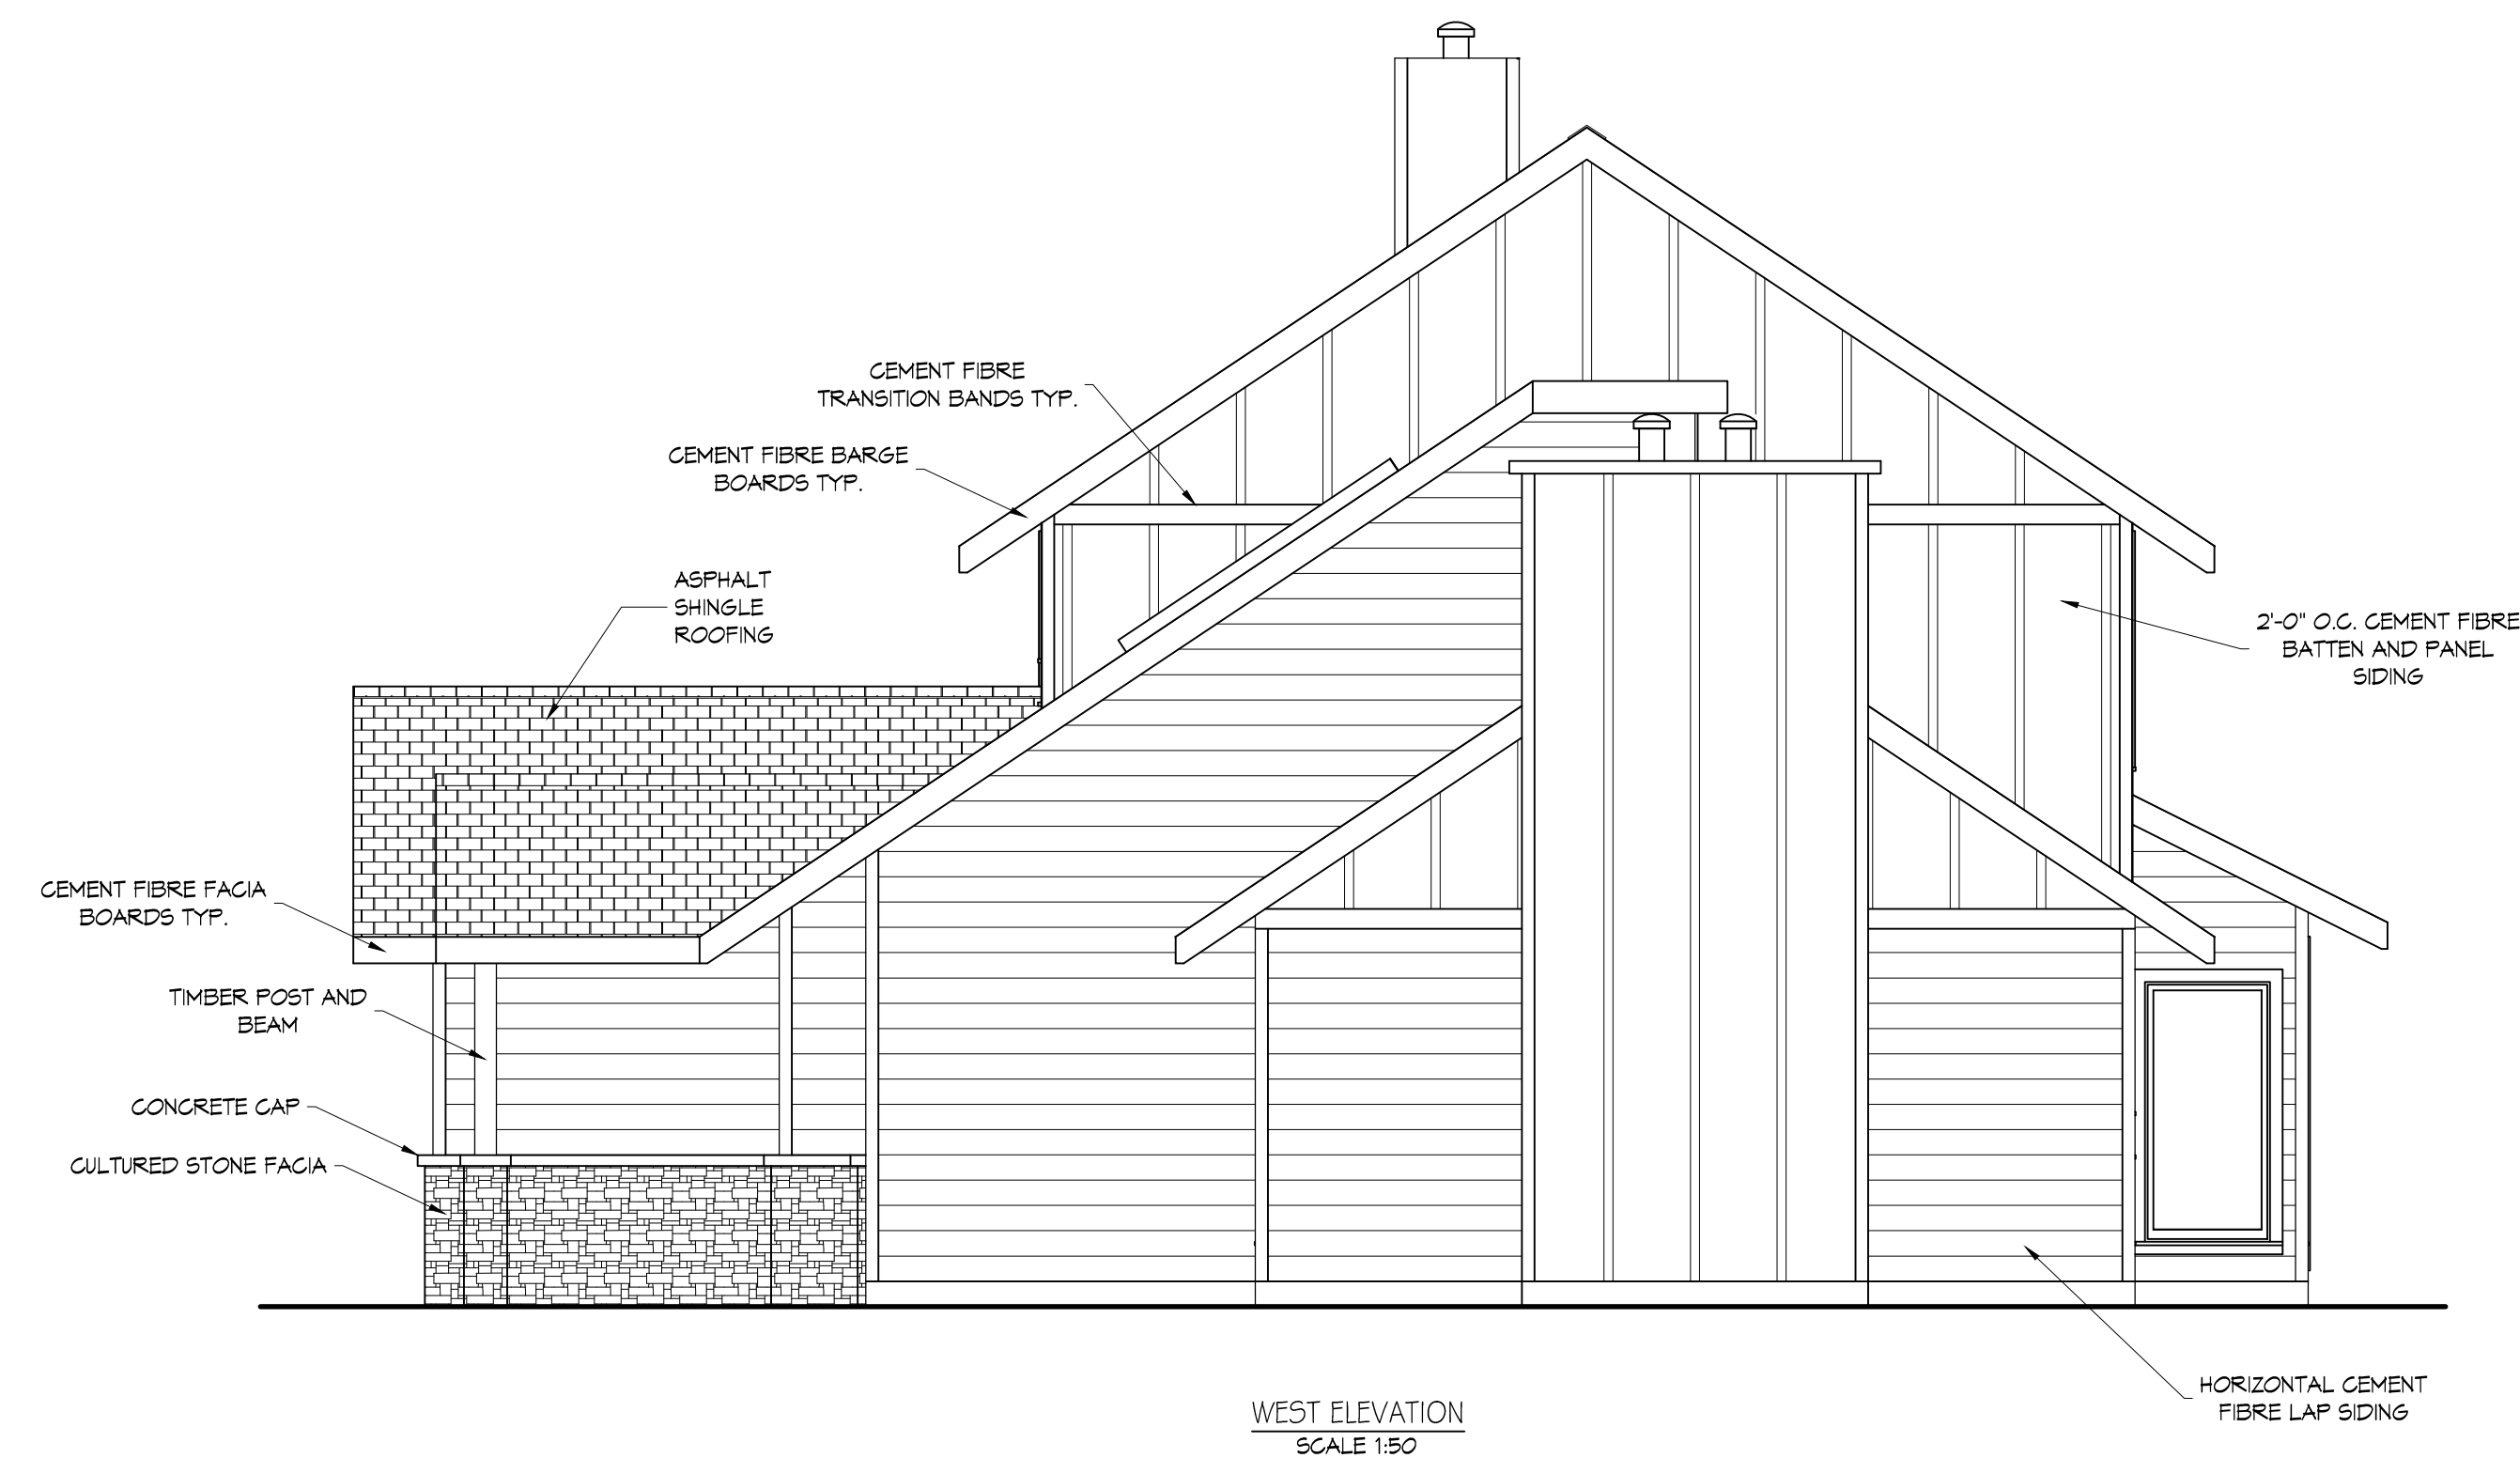 CEMENT FIBRE
TRANSITION BANDS TYP.
CEMENT FIBRE BARGE
BOARDS TYP.
ASPHALT
SHINGLE
ROOFING
2'-0" O.C. CEMENT FIBRE
BATTEN AND PANEL
SIDING
CEMENT FIBRE FACIA
BOARDS TYP.
TIMBER POST AND
BEAM
CONCRETE CAP
CULTURED STONE FACIA
HORIZONTAL CEMENT
FIBRE LAP SIDING
WEST ELEVATION
SCALE 1:50